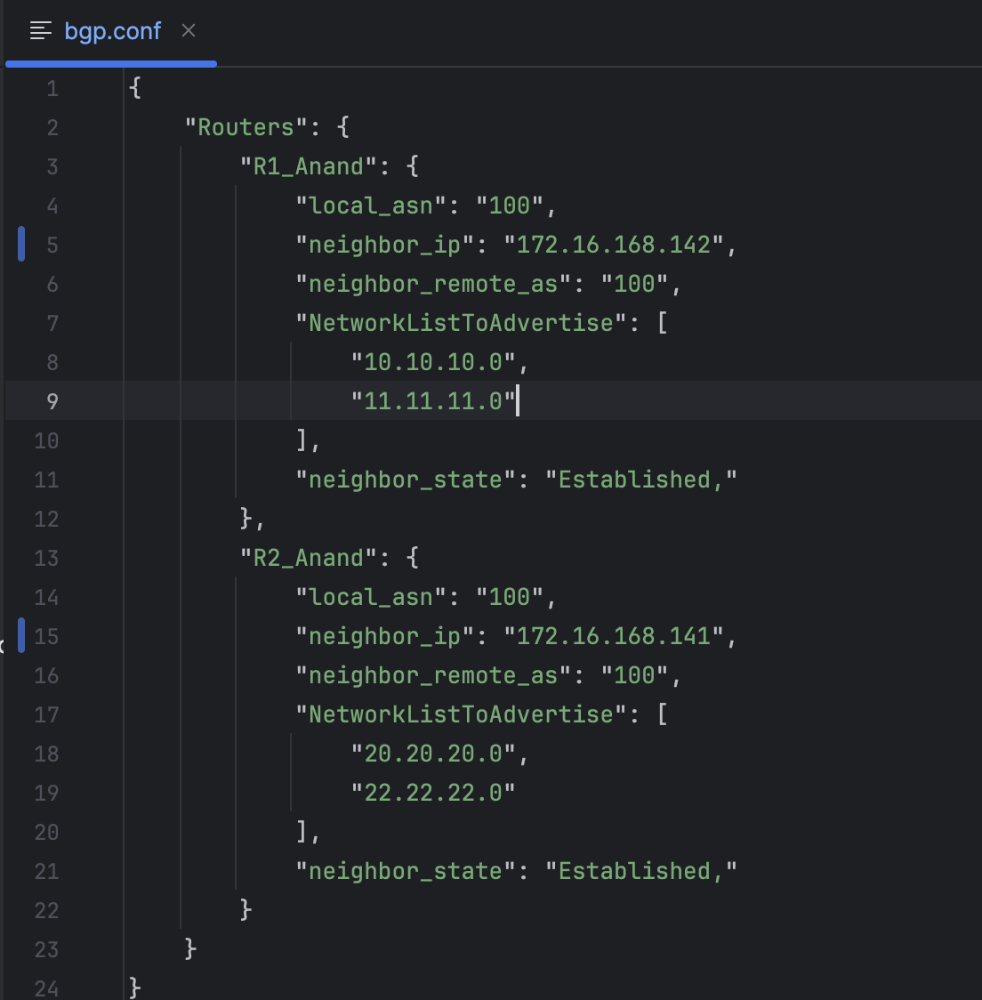 bgp.conf ×
1 {
2     "Routers": {
3         "R1_Anand": {
4             "local_asn": "100",
5             "neighbor_ip": "172.16.168.142",
6             "neighbor_remote_as": "100",
7             "NetworkListToAdvertise": [
8                 "10.10.10.0",
9                 "11.11.11.0"
10             ],
11             "neighbor_state": "Established,"
12         },
13         "R2_Anand": {
14             "local_asn": "100",
15             "neighbor_ip": "172.16.168.141",
16             "neighbor_remote_as": "100",
17             "NetworkListToAdvertise": [
18                 "20.20.20.0",
19                 "22.22.22.0"
20             ],
21             "neighbor_state": "Established,"
22         }
23     }
24 }